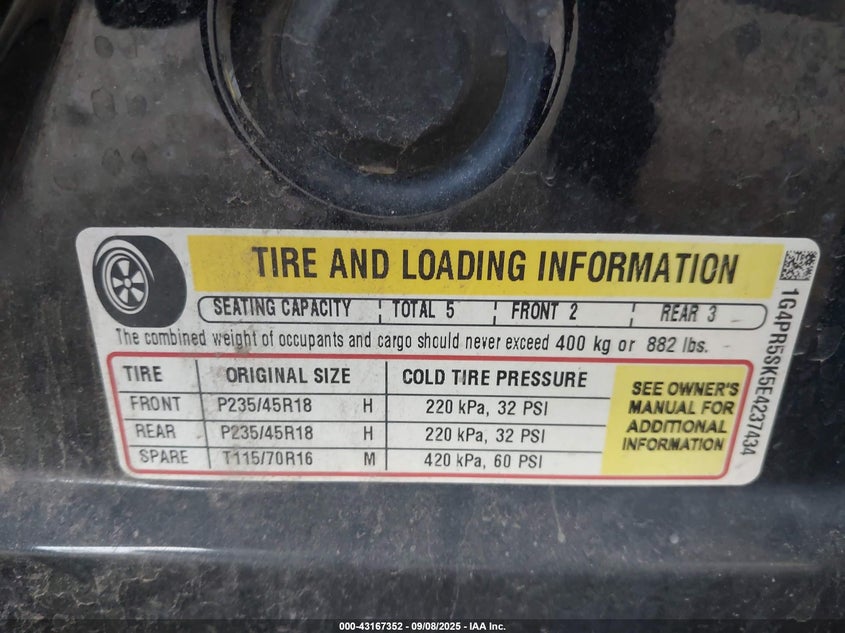 TIRE AND LOADING INFORMATION
SEATING CAPACITY TOTAL 5 FRONT 2 REAR 3
The combined weight of occupants and cargo should never exceed 400 kg or 882 lbs.
TIRE ORIGINAL SIZE COLD TIRE PRESSURE
FRONT P235/45R18 H 220 kPa, 32 PSI
REAR P235/45R18 H 220 kPa, 32 PSI
SPARE T115/70R16 M 420 kPa, 60 PSI
SEE OWNER'S
MANUAL FOR
ADDITIONAL
INFORMATION
1G4PR5SK5E4237434
000-43167352 - 09/08/2025 - IAA Inc.